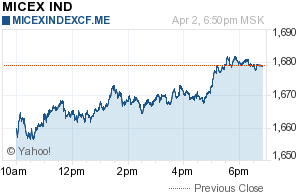 MICEX IND
MICEXINDEXCF.ME Apr 2, 6:50pm MSK
1,690
1,680
1,670
1,660
1,650
© Yahoo!
10am 12pm 2pm 4pm 6pm
Previous Close